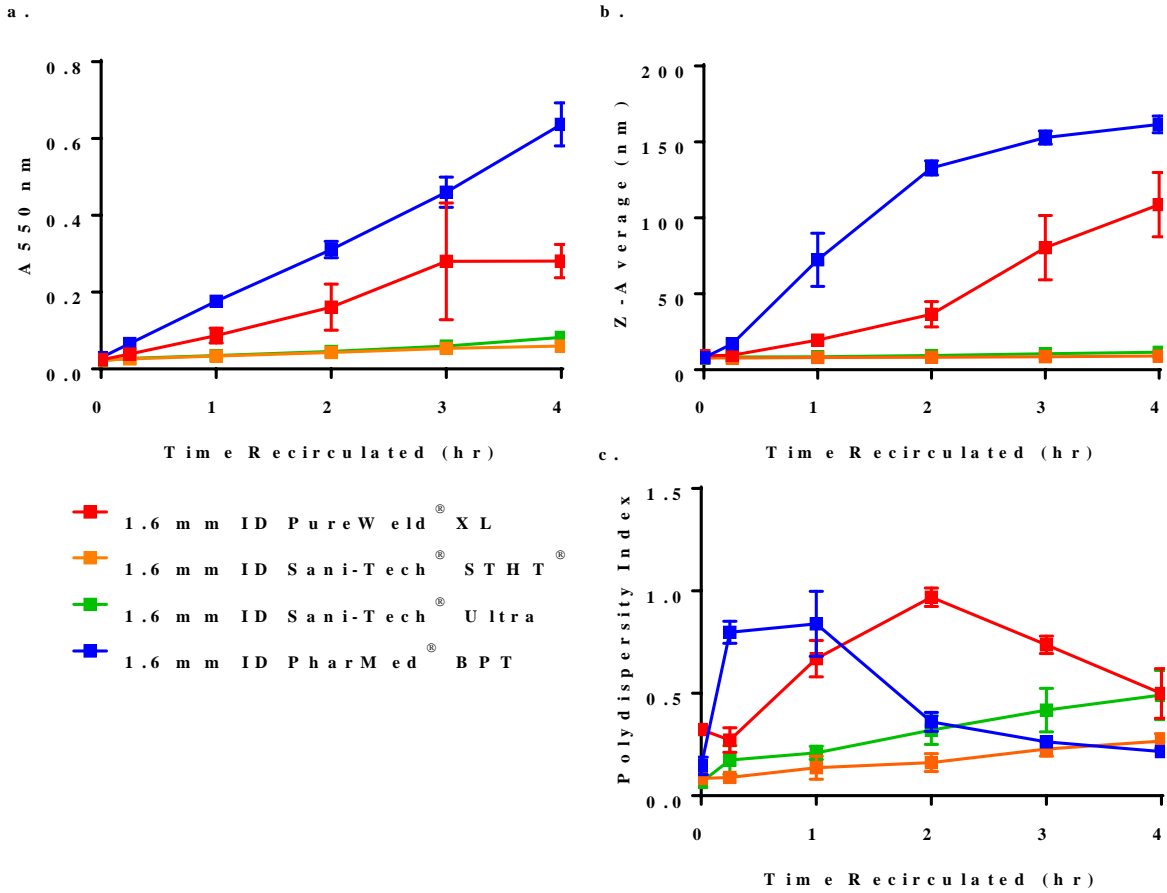 a.
0.8
0.6
0.4
0.2
0.0
A 550 nm
0 1 2 3 4
Time Recirculated (hr)
b.
200
150
100
50
0
Z-Average (nm)
0 1 2 3 4
Time Recirculated (hr)
1.6 mm ID PureWeld® XL
1.6 mm ID Sani-Tech® STHT®
1.6 mm ID Sani-Tech® Ultra
1.6 mm ID PharMed® BPT
c.
1.5
1.0
0.5
0.0
Polydispersity Index
0 1 2 3 4
Time Recirculated (hr)